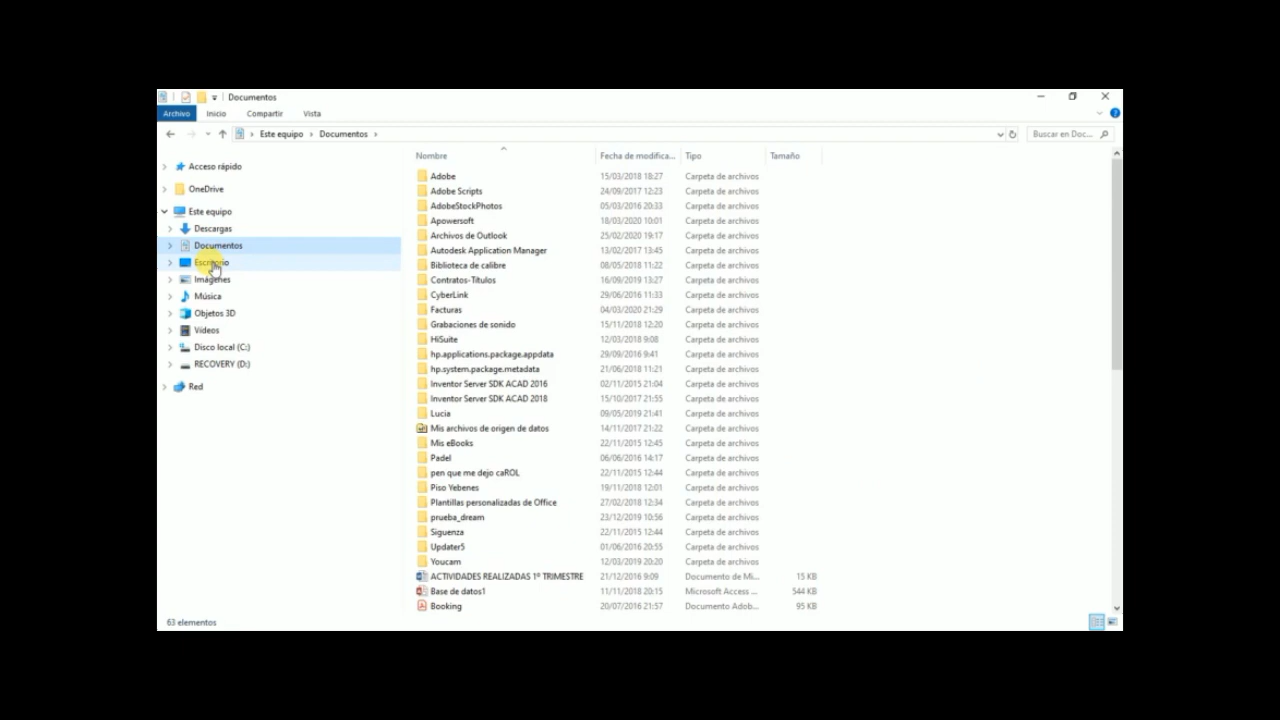 Documentos
Archivo Inicio Compartir Vista
Este equipo > Documentos > Buscar en Doc...
Nombre Fecha de modifica... Tipo Tamaño
Acceso rápido
OneDrive
Este equipo
Descargas
Documentos
Escritorio
Imágenes
Música
Objetos 3D
Vídeos
Disco local (C:)
RECOVERY (D:)
Red
Adobe 15/03/2018 18:27 Carpeta de archivos
Adobe Scripts 24/09/2017 12:23 Carpeta de archivos
AdobeStockPhotos 05/03/2016 20:33 Carpeta de archivos
Apowersoft 18/03/2020 10:01 Carpeta de archivos
Archivos de Outlook 25/02/2020 19:17 Carpeta de archivos
Autodesk Application Manager 13/02/2017 13:45 Carpeta de archivos
Biblioteca de calibre 08/05/2018 11:22 Carpeta de archivos
Contratos-Títulos 16/09/2019 13:27 Carpeta de archivos
CyberLink 29/06/2016 11:33 Carpeta de archivos
Facturas 04/03/2020 21:29 Carpeta de archivos
Grabaciones de sonido 15/11/2018 12:20 Carpeta de archivos
HiSuite 12/03/2018 9:08 Carpeta de archivos
hp.applications.package.appdata 29/09/2016 9:41 Carpeta de archivos
hp.system.package.metadata 21/06/2018 11:21 Carpeta de archivos
Inventor Server SDK ACAD 2016 02/11/2015 21:04 Carpeta de archivos
Inventor Server SDK ACAD 2018 15/10/2017 21:55 Carpeta de archivos
Lucia 09/05/2019 21:41 Carpeta de archivos
Mis archivos de origen de datos 14/11/2017 21:22 Carpeta de archivos
Mis eBooks 22/11/2015 12:45 Carpeta de archivos
Padel 06/06/2016 14:17 Carpeta de archivos
pen que me dejo caROL 22/11/2015 12:44 Carpeta de archivos
Piso Yebenes 19/11/2018 12:01 Carpeta de archivos
Plantillas personalizadas de Office 27/02/2018 12:34 Carpeta de archivos
prueba_dream 23/12/2019 10:56 Carpeta de archivos
Siguenza 22/11/2015 12:44 Carpeta de archivos
Updater5 01/06/2016 20:55 Carpeta de archivos
Youcam 12/03/2019 20:20 Carpeta de archivos
ACTIVIDADES REALIZADAS 1º TRIMESTRE 21/12/2016 9:09 Documento de Mi... 15 KB
Base de datos1 11/11/2018 20:15 Microsoft Access ... 544 KB
Booking 20/07/2016 21:57 Documento Adob... 95 KB
63 elementos